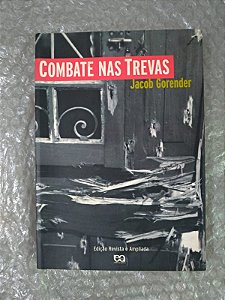 COMBATE NAS TREVAS
Jacob Gorender
Edição Revista e Ampliada